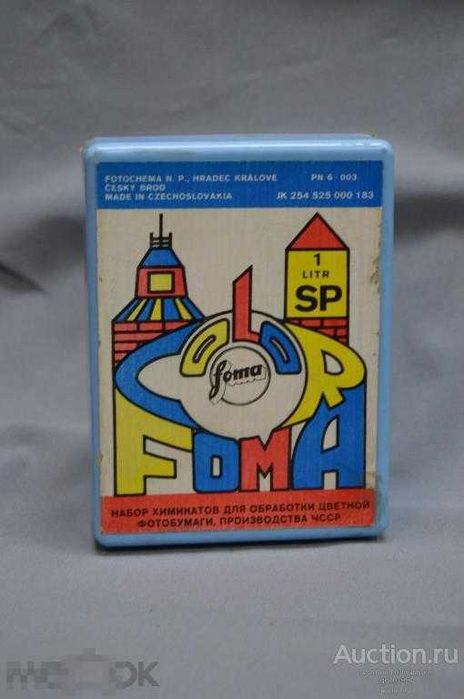 FOTOCHEMA N. P., HRADEC KRÁLOVÉ PN 6 - 003
ČESKÝ BROD
MADE IN CZECHOSLOVAKIA JK 254 525 000 183
1
LITR
SP
COLOR
foma
FOMA
НАБОР ХИМИКАТОВ ДЛЯ ОБРАБОТКИ ЦВЕТНОЙ
ФОТОБУМАГИ, ПРОИЗВОДСТВА ЧССР
Auction.ru